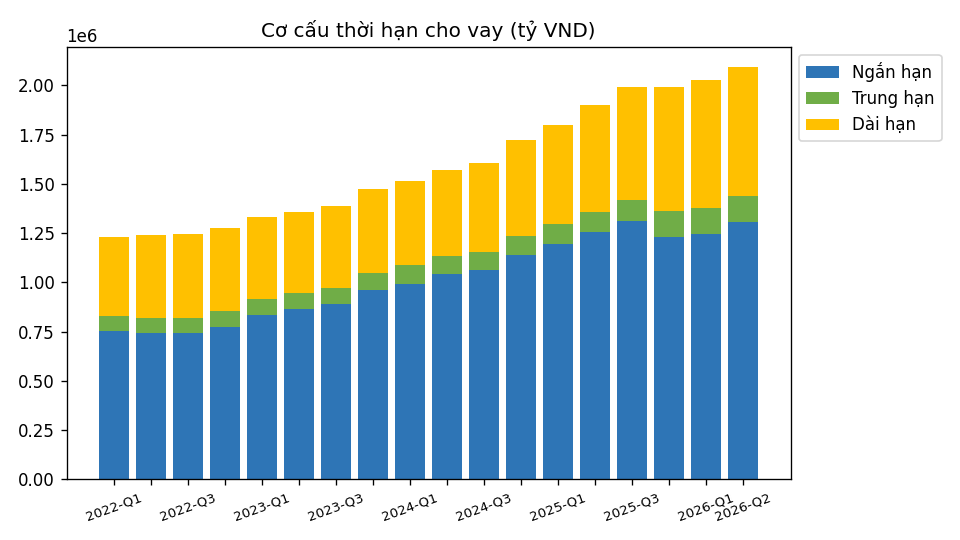 Cơ cấu thời hạn cho vay (tỷ VND)
1e6
2.00
1.75
1.50
1.25
1.00
0.75
0.50
0.25
0.00
2022-Q1
2022-Q3
2023-Q1
2023-Q3
2024-Q1
2024-Q3
2025-Q1
2025-Q3
2026-Q1
2026-Q2
Ngắn hạn
Trung hạn
Dài hạn